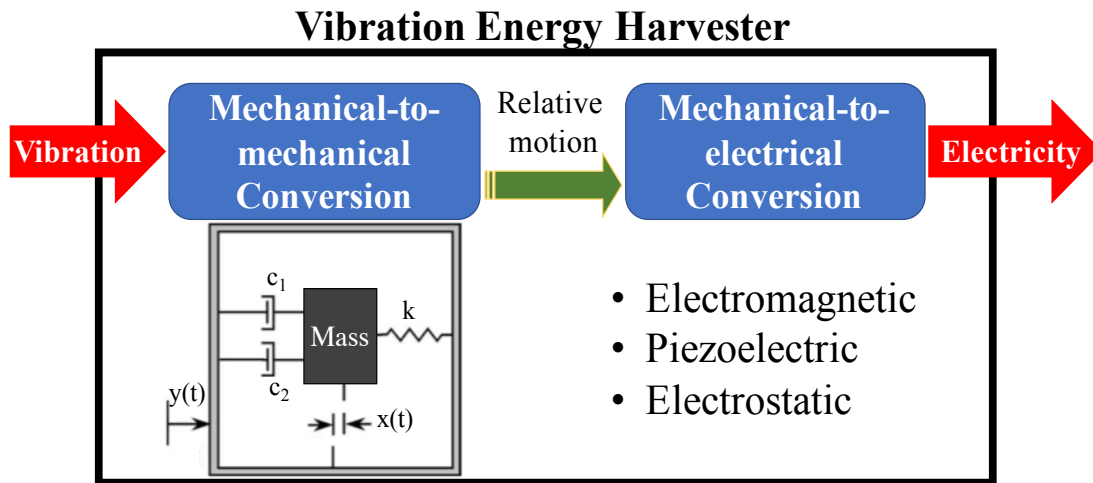 Vibration Energy Harvester
Vibration
Mechanical-to-
mechanical
Conversion
Relative
motion
Mechanical-to-
electrical
Conversion
Electricity
c₁
Mass
k
c₂
y(t)
x(t)
• Electromagnetic
• Piezoelectric
• Electrostatic